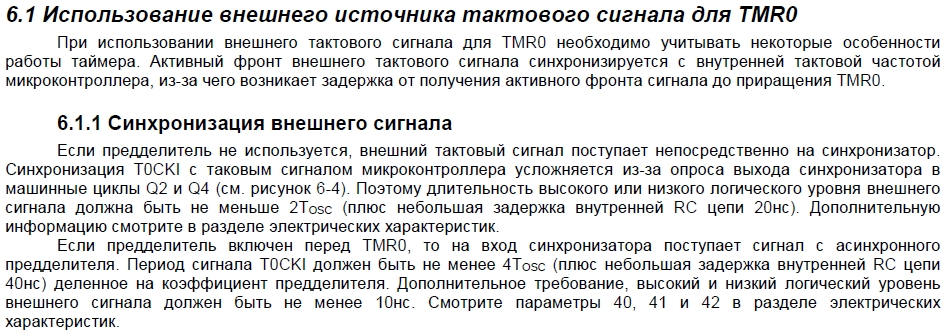 6.1 Использование внешнего источника тактового сигнала для TMR0
При использовании внешнего тактового сигнала для TMR0 необходимо учитывать некоторые особенности
работы таймера. Активный фронт внешнего тактового сигнала синхронизируется с внутренней тактовой частотой
микроконтроллера, из-за чего возникает задержка от получения активного фронта сигнала до приращения TMR0.
6.1.1 Синхронизация внешнего сигнала
Если предделитель не используется, внешний тактовый сигнал поступает непосредственно на синхронизатор.
Синхронизация T0CKI с таковым сигналом микроконтроллера усложняется из-за опроса выхода синхронизатора в
машинные циклы Q2 и Q4 (см. рисунок 6-4). Поэтому длительность высокого или низкого логического уровня внешнего
сигнала должна быть не меньше 2TOSC (плюс небольшая задержка внутренней RC цепи 20нс). Дополнительную
информацию смотрите в разделе электрических характеристик.
Если предделитель включен перед TMR0, то на вход синхронизатора поступает сигнал с асинхронного
предделителя. Период сигнала T0CKI должен быть не менее 4TOSC (плюс небольшая задержка внутренней RC цепи
40нс) деленное на коэффициент предделителя. Дополнительное требование, высокий и низкий логический уровень
внешнего сигнала должен быть не менее 10нс. Смотрите параметры 40, 41 и 42 в разделе электрических
характеристик.